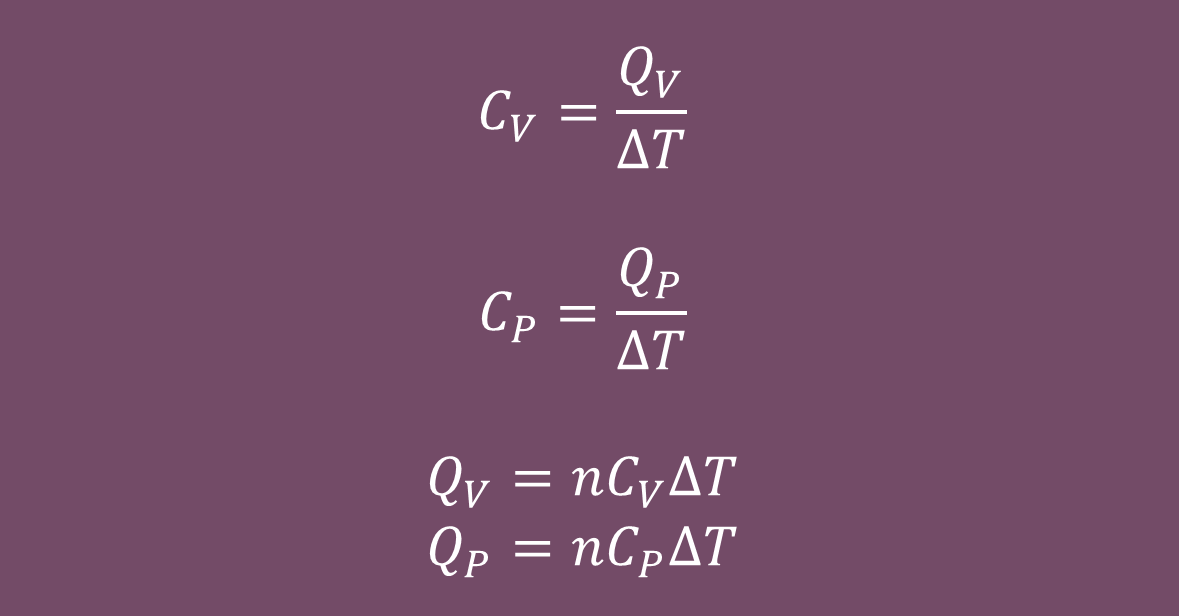 C_V = Q_V / ΔT
C_P = Q_P / ΔT
Q_V = nC_VΔT
Q_P = nC_PΔT